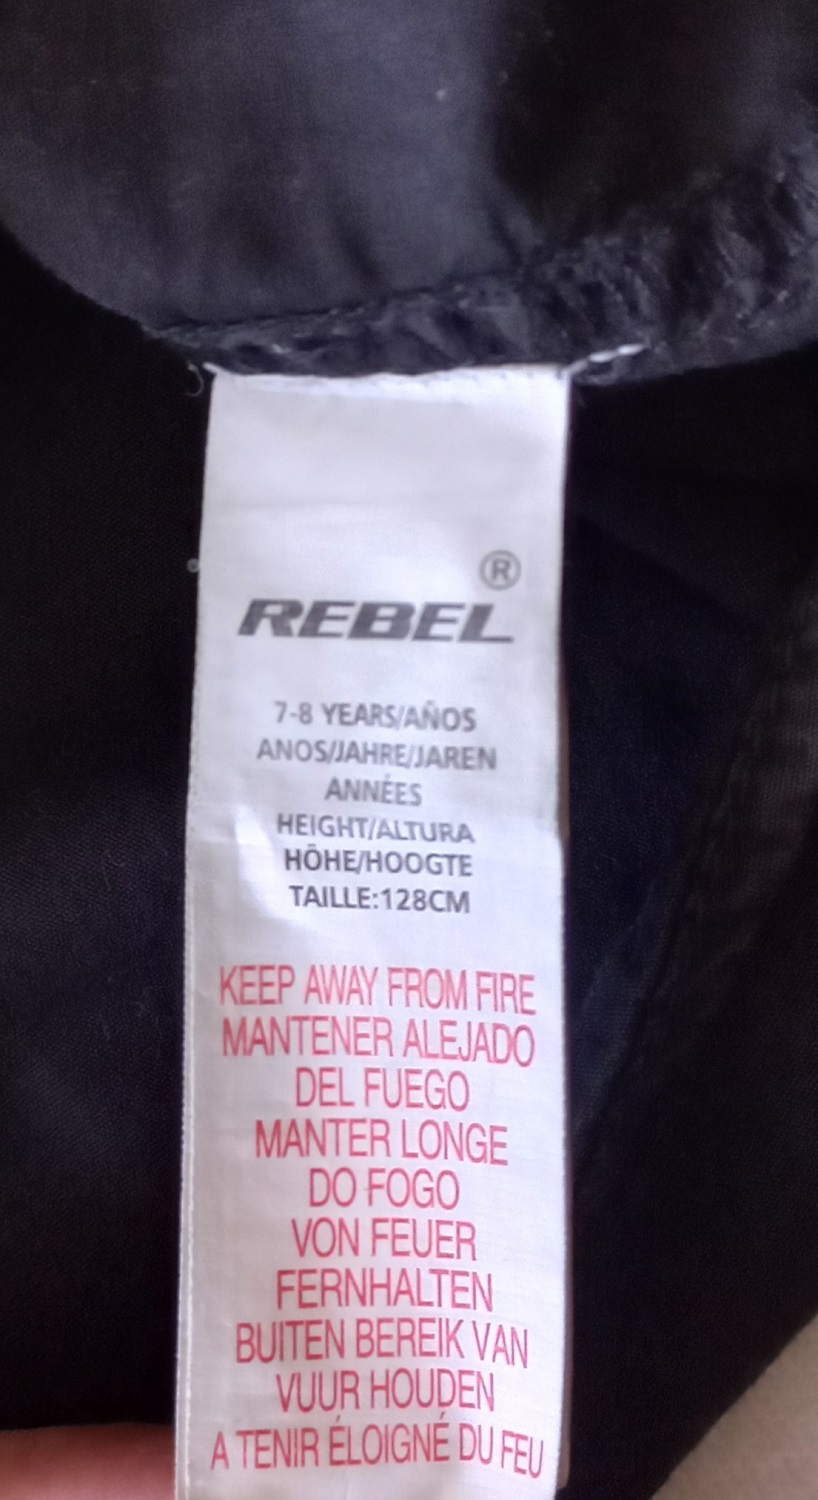 ®
REBEL
7-8 YEARS/AÑOS
ANOS/JAHRE/JAREN
ANNÉES
HEIGHT/ALTURA
HÖHE/HOOGTE
TAILLE:128CM
KEEP AWAY FROM FIRE
MANTENER ALEJADO
DEL FUEGO
MANTER LONGE
DO FOGO
VON FEUER
FERNHALTEN
BUITEN BEREIK VAN
VUUR HOUDEN
A TENIR ÉLOIGNÉ DU FEU